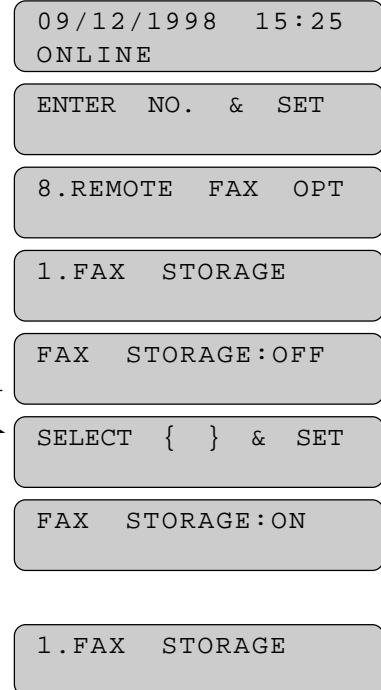 09/12/1998 15:25
ONLINE
ENTER NO. & SET
8.REMOTE FAX OPT
1.FAX STORAGE
FAX STORAGE:OFF
SELECT { } & SET
FAX STORAGE:ON
1.FAX STORAGE